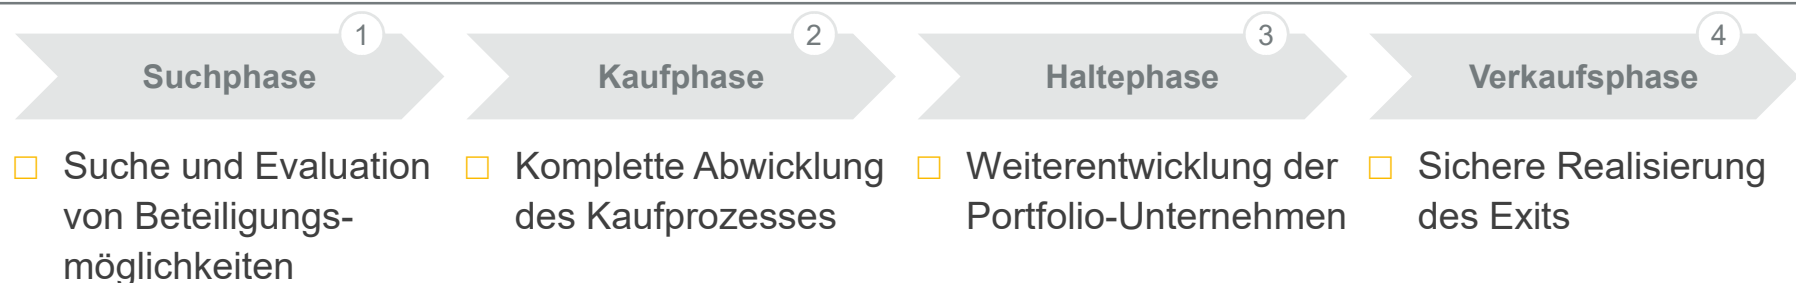 1
Suchphase
2
Kaufphase
3
Haltephase
4
Verkaufsphase
Suche und Evaluation
von Beteiligungs-
möglichkeiten
Komplette Abwicklung
des Kaufprozesses
Weiterentwicklung der
Portfolio-Unternehmen
Sichere Realisierung
des Exits